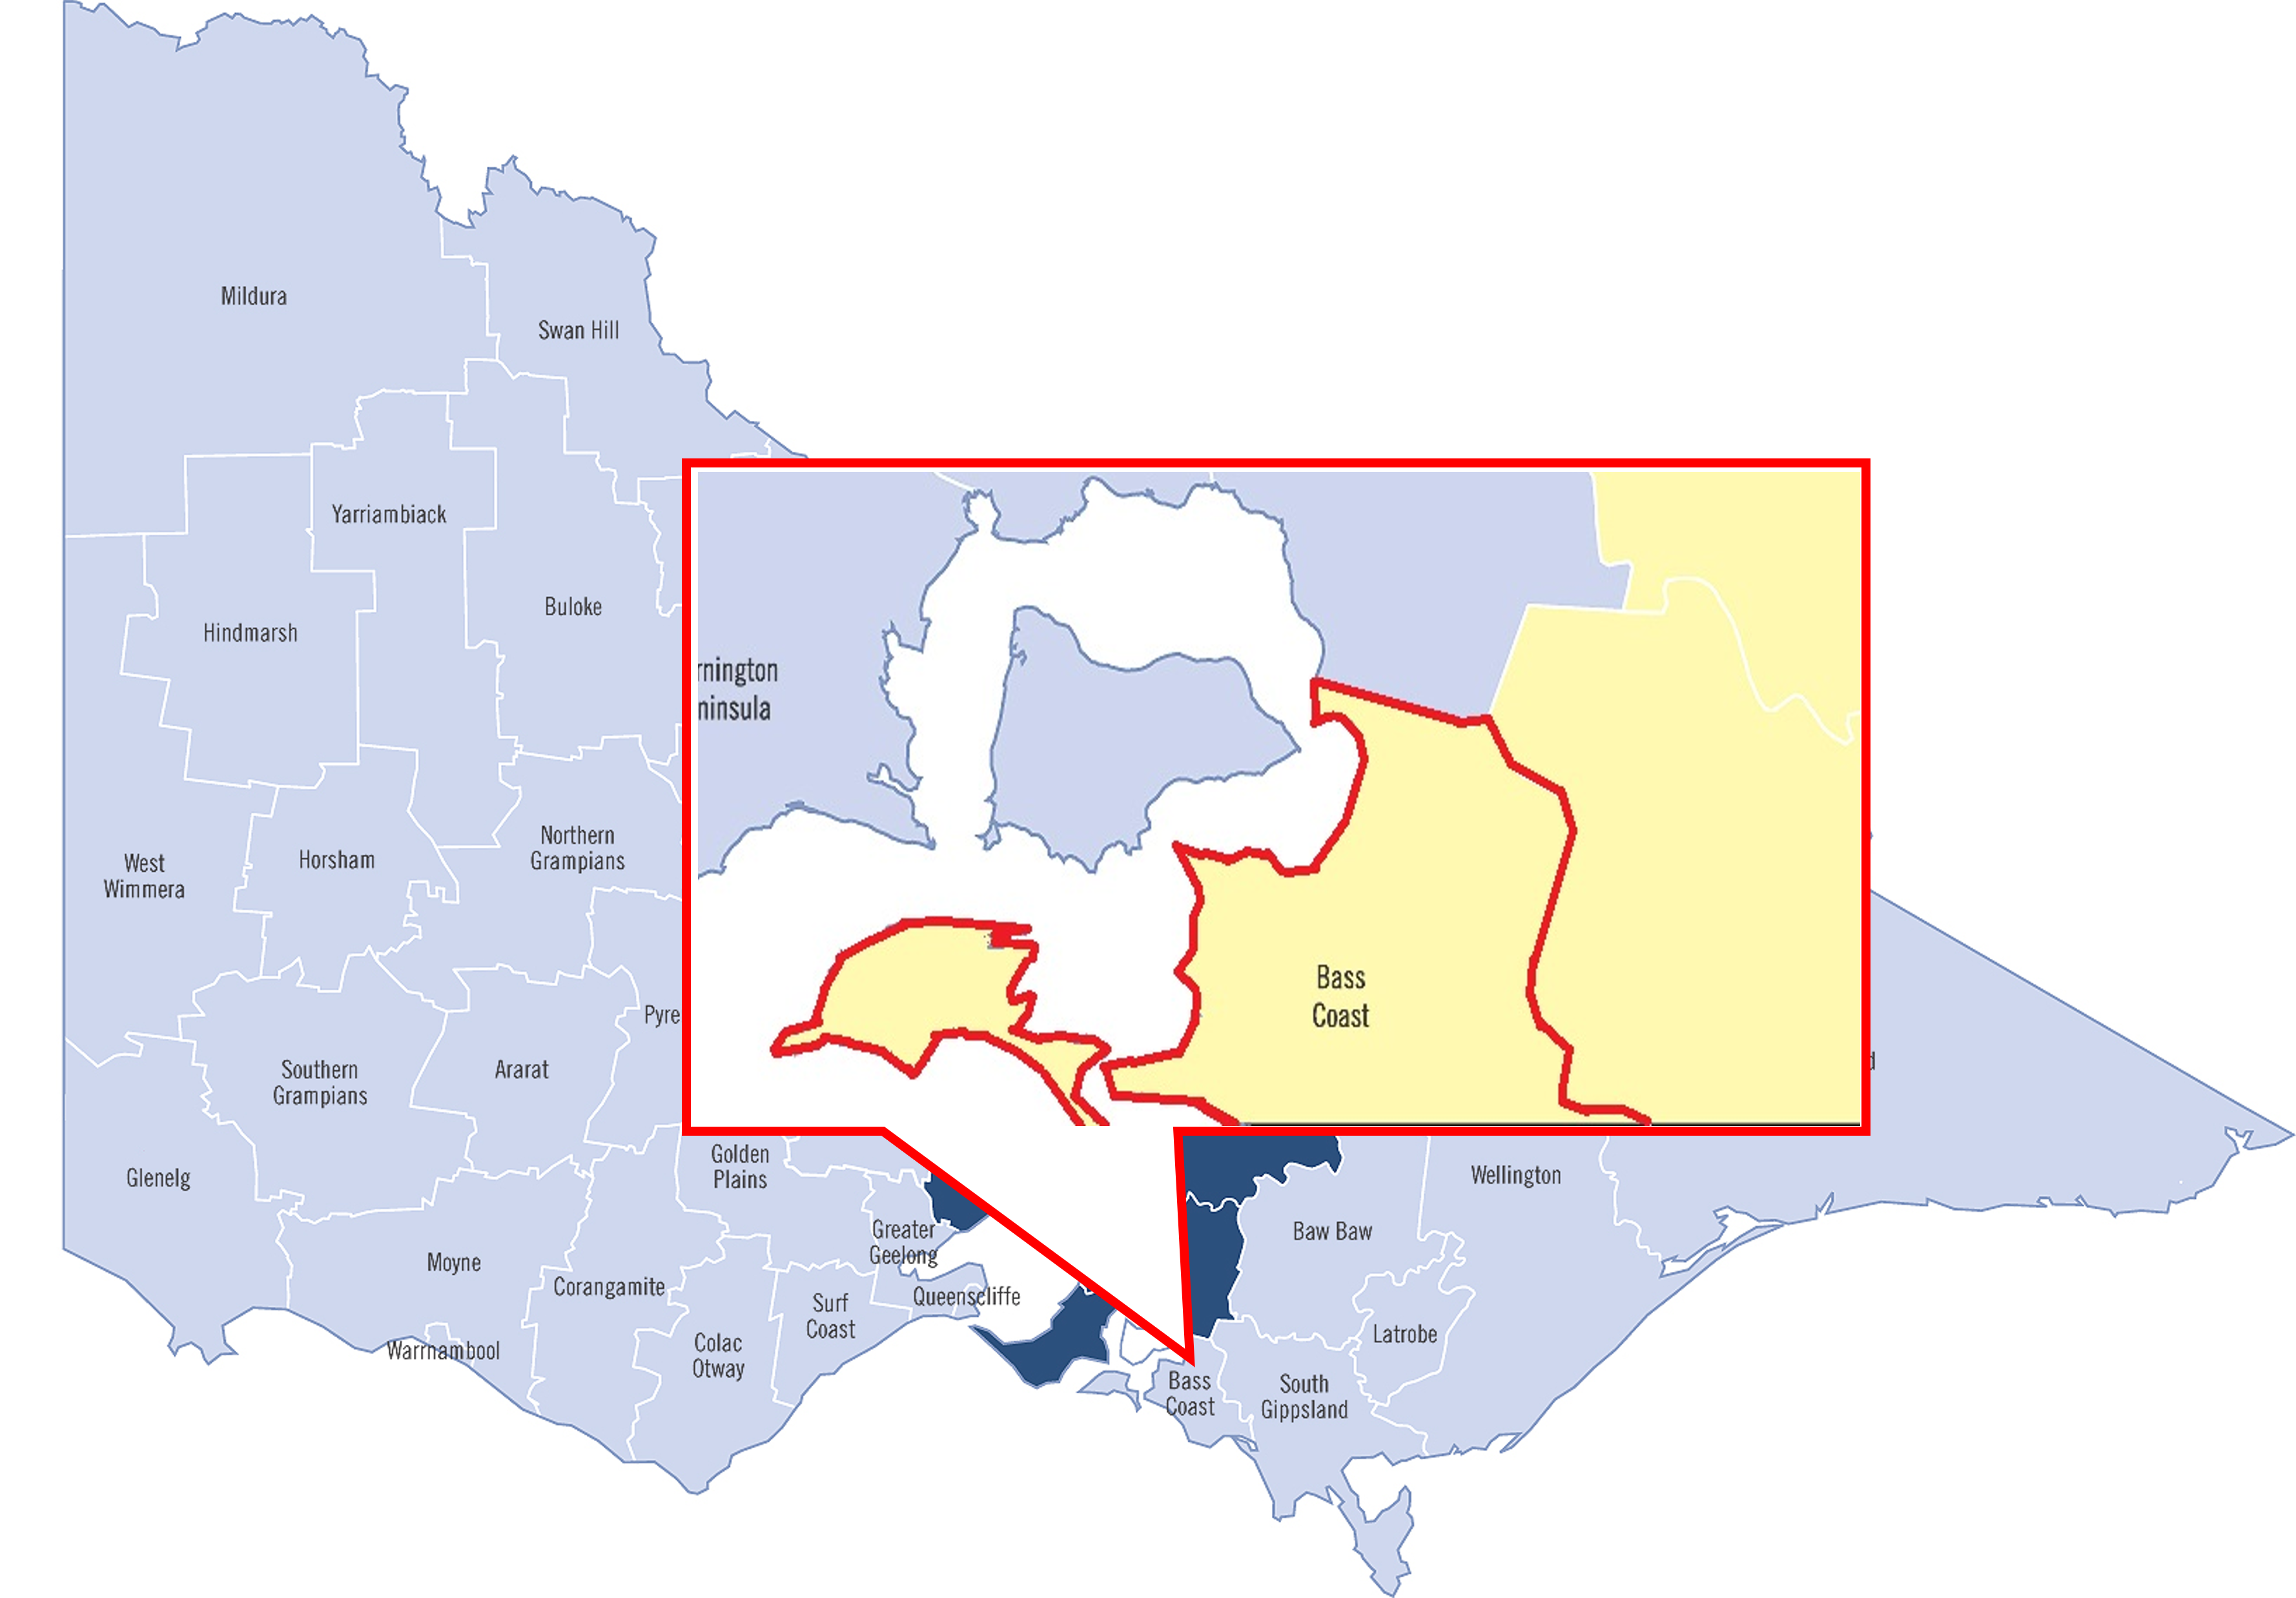 Mildura
Swan Hill
Yarriambiack
Hindmarsh
Buloke
rnington
ninsula
West
Wimmera
Horsham
Northern
Grampians
Bass
Coast
Pyre
Southern
Grampians
Ararat
d
Glenelg
Golden
Plains
Wellington
Moyne
Greater
Geelong
Baw Baw
Corangamite
Queenscliffe
Surf
Coast
Warrnambool
Colac
Otway
Latrobe
Bass
Coast
South
Gippsland